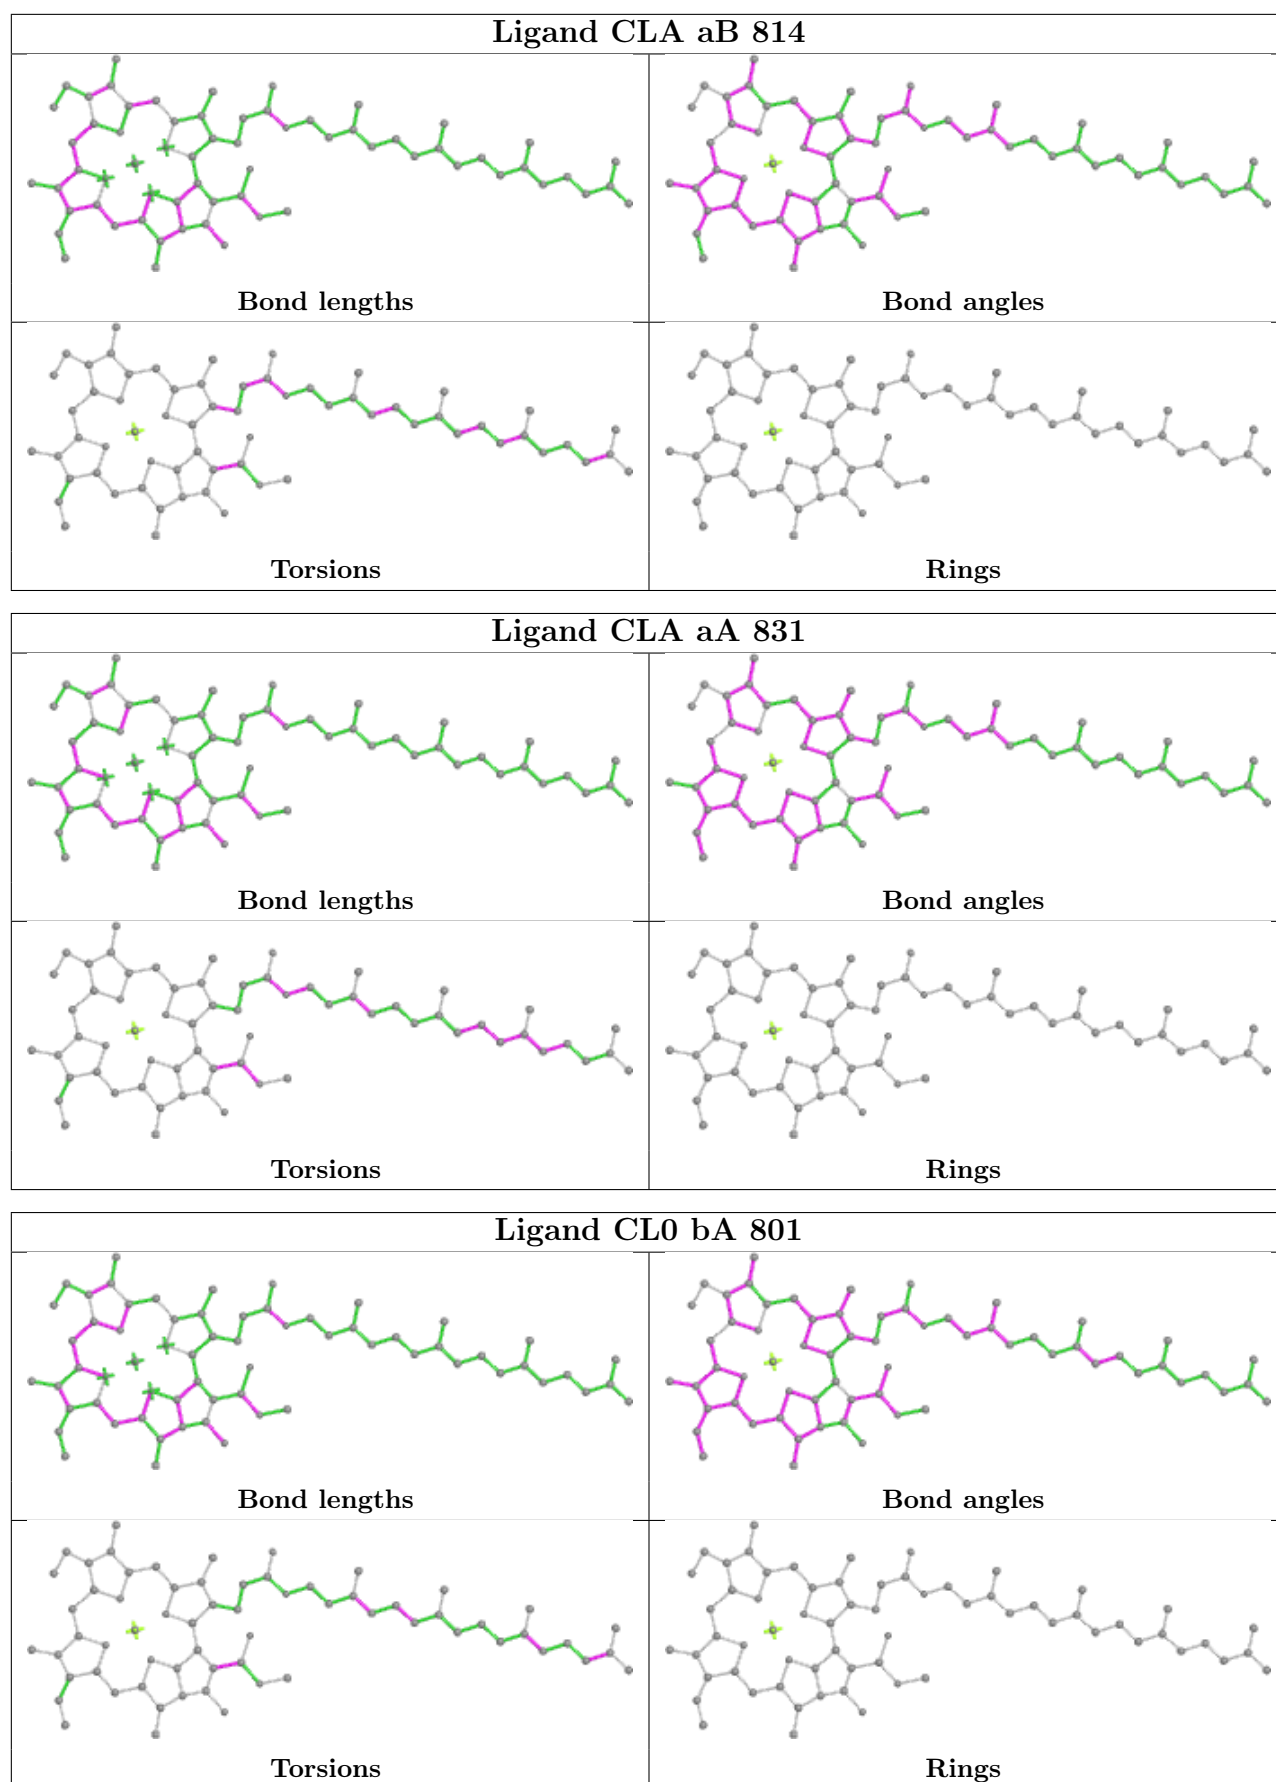 Ligand CLA aB 814
Bond lengths
Bond angles
Torsions
Rings
Ligand CLA aA 831
Bond lengths
Bond angles
Torsions
Rings
Ligand CL0 bA 801
Bond lengths
Bond angles
Torsions
Rings